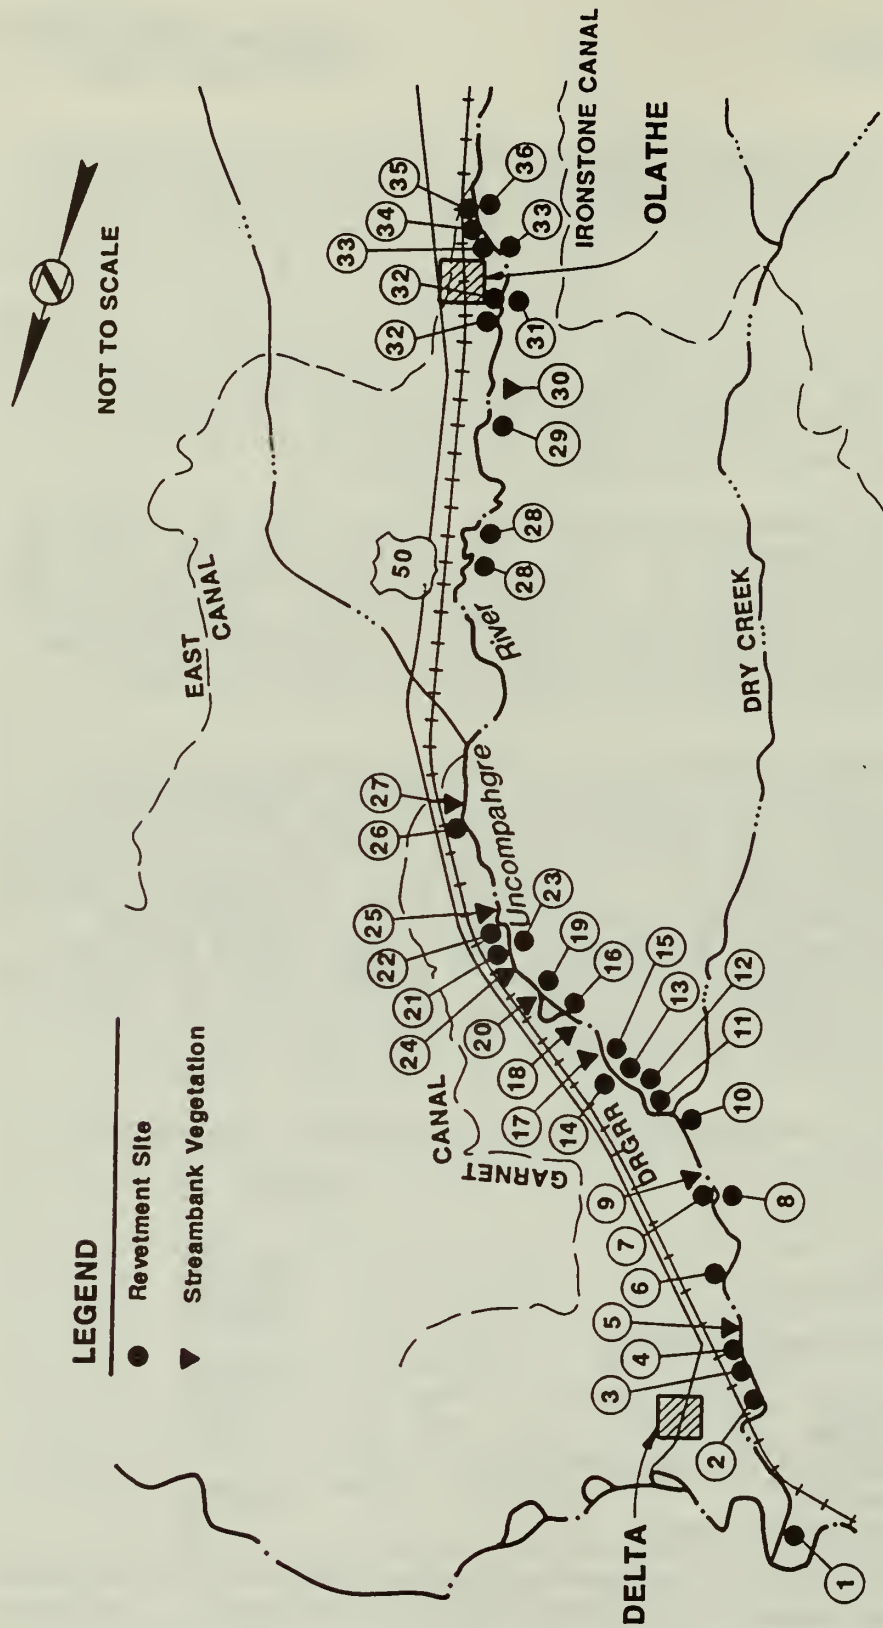 LEGEND
Revetment Site
Streambank Vegetation
NOT TO SCALE
EAST
CANAL
50
IRONSTONE CANAL
OLATHE
Uncompahgre
River
DRY CREEK
CANAL
GARNET
DRGRR
DELTA
1
2
3
4
5
6
7
8
9
10
11
12
13
14
15
16
17
18
19
20
21
22
23
24
25
26
27
28
28
29
30
31
32
32
33
33
34
35
36